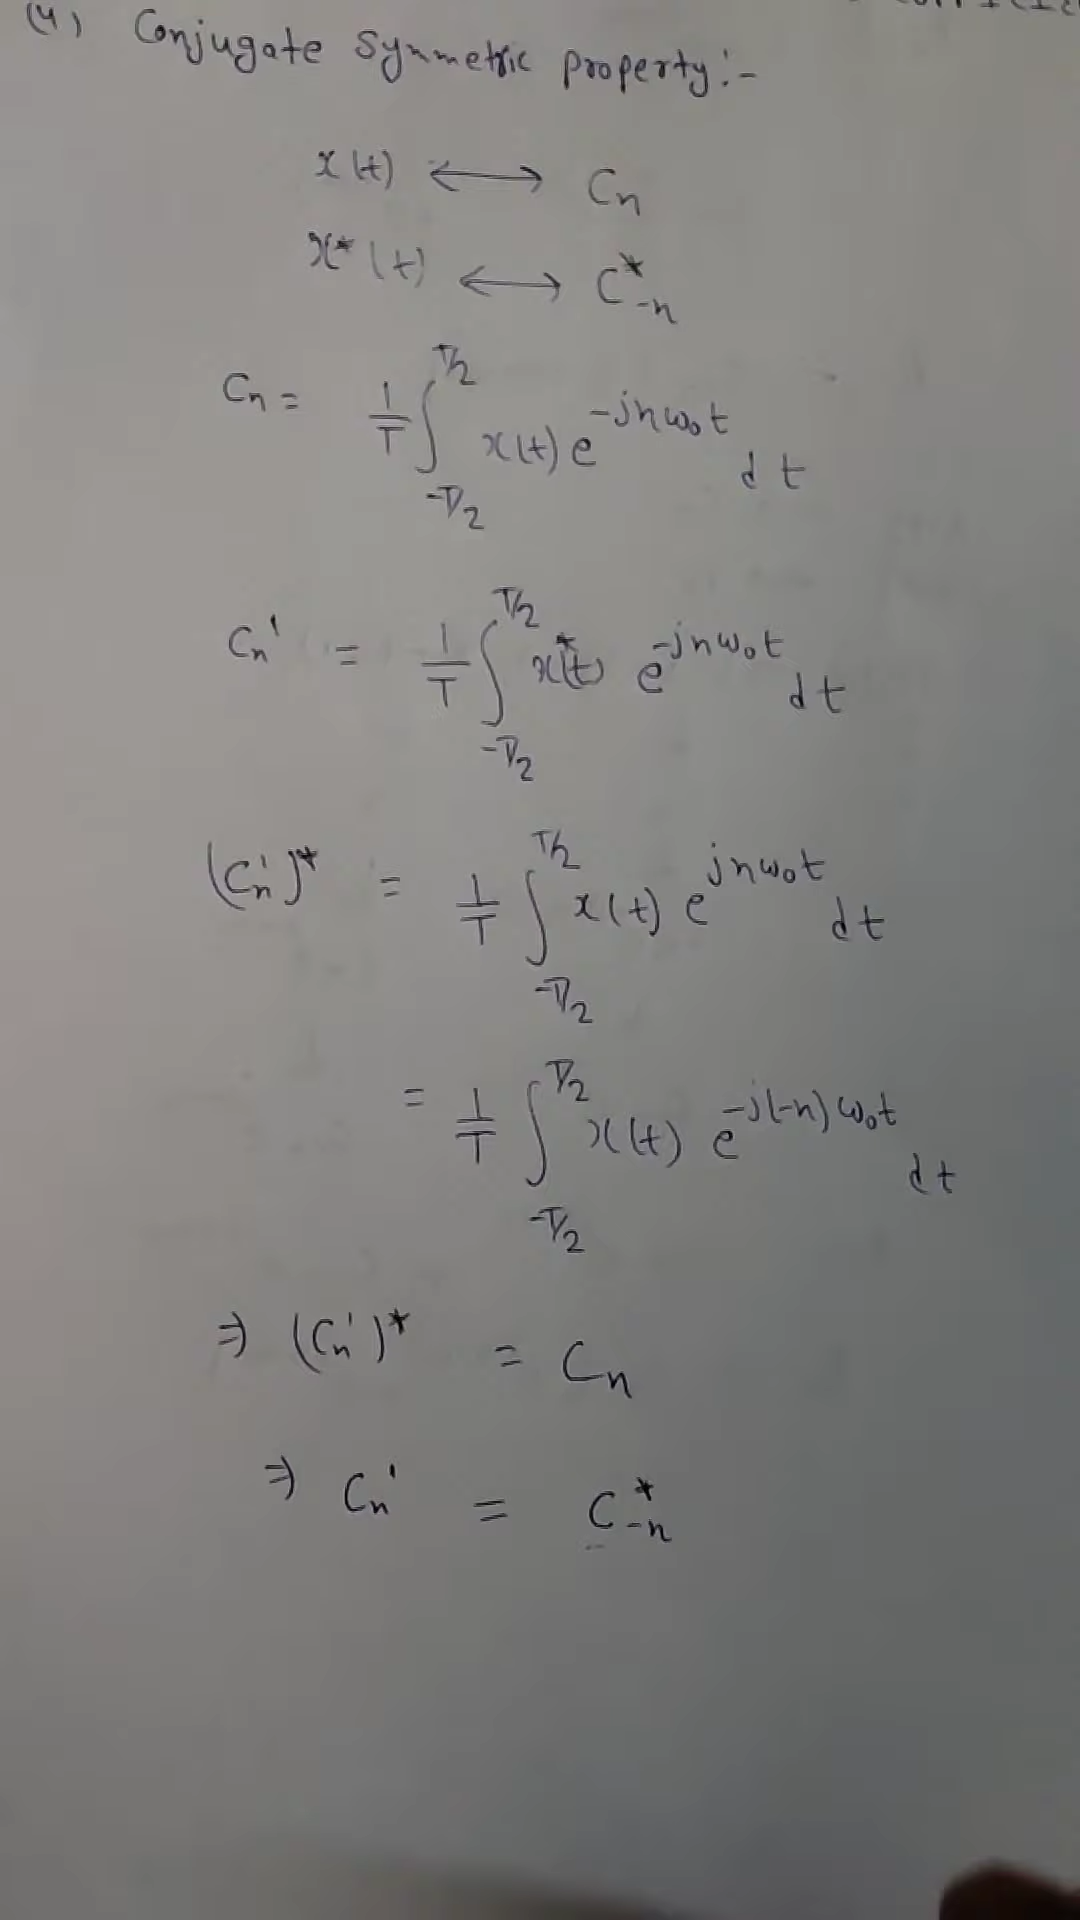 (4) Conjugate Symmetric property:-
x(t) ⟷ Cn
x*(t) ⟷ C*-n
Cn = 1/T ∫_{-T/2}^{T/2} x(t) e^{-jnω₀t} dt
Cn' = 1/T ∫_{-T/2}^{T/2} x*(t) e^{-jnω₀t} dt
(Cn')* = 1/T ∫_{-T/2}^{T/2} x(t) e^{jnω₀t} dt
= 1/T ∫_{-T/2}^{T/2} x(t) e^{-j(-n)ω₀t} dt
⇒ (Cn')* = Cn
⇒ Cn' = C*-n